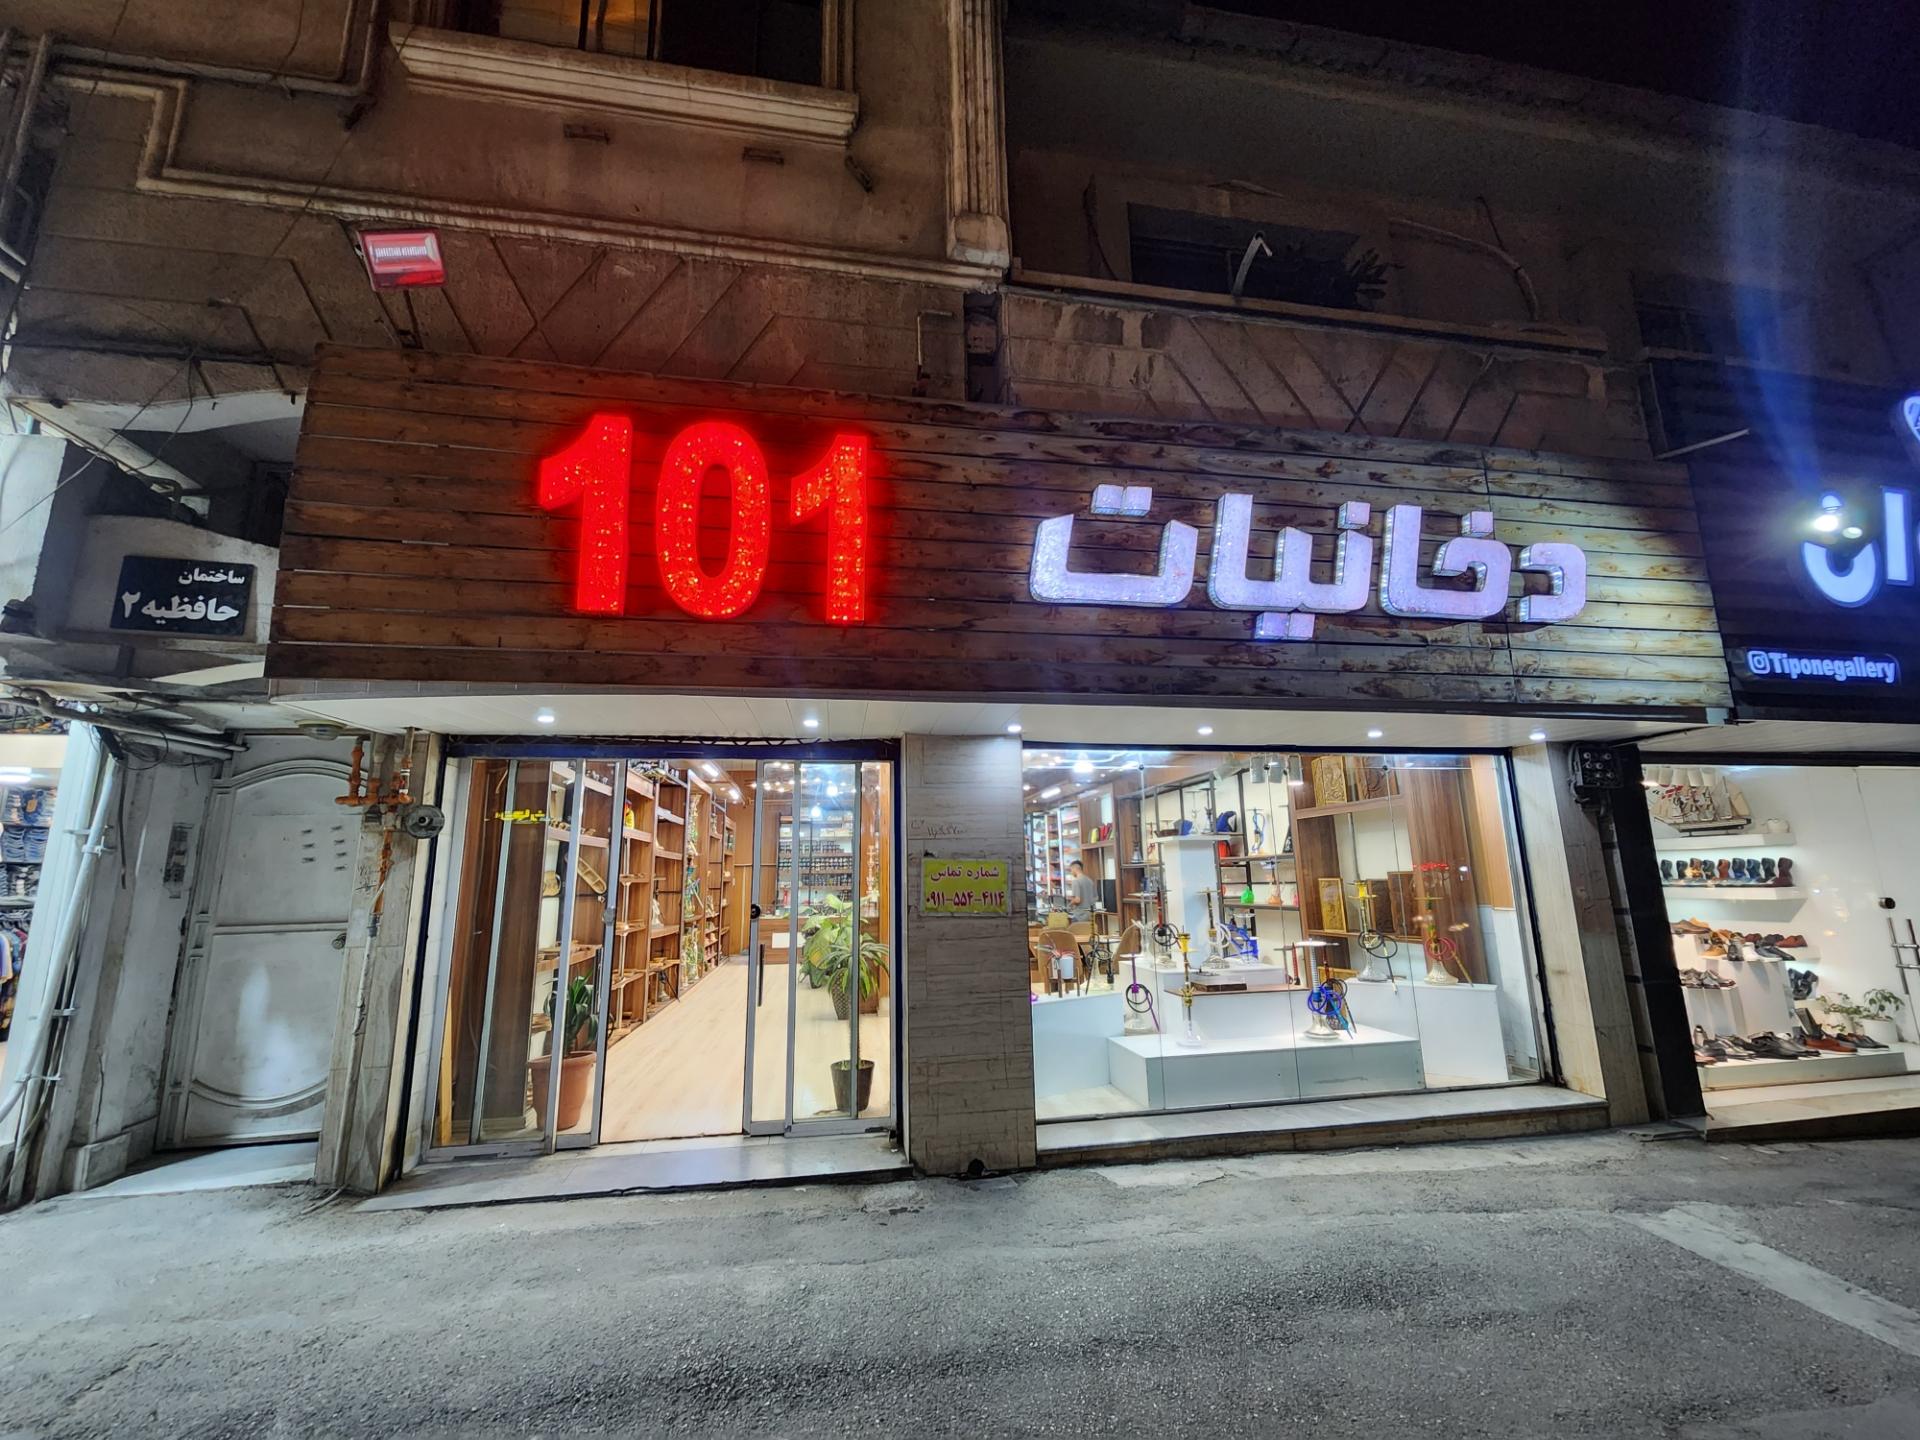 دخانیات 101
ساختمان
حافظیه ۲
شماره تماس
۰۹۱۱-۵۵۴-۴۱۱۴
Tiponegallery